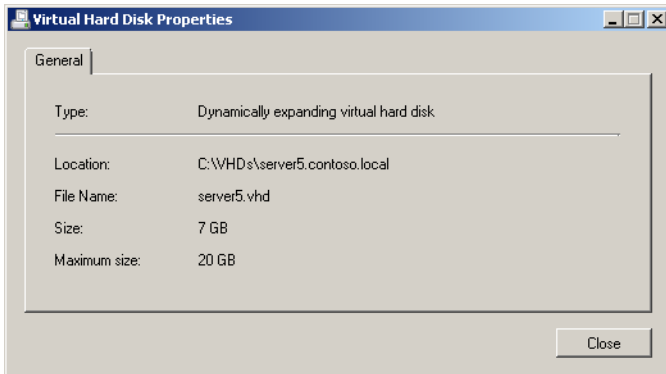 Virtual Hard Disk Properties
General
Type: Dynamically expanding virtual hard disk
Location: C:\VHDs\server5.contoso.local
File Name: server5.vhd
Size: 7 GB
Maximum size: 20 GB
Close